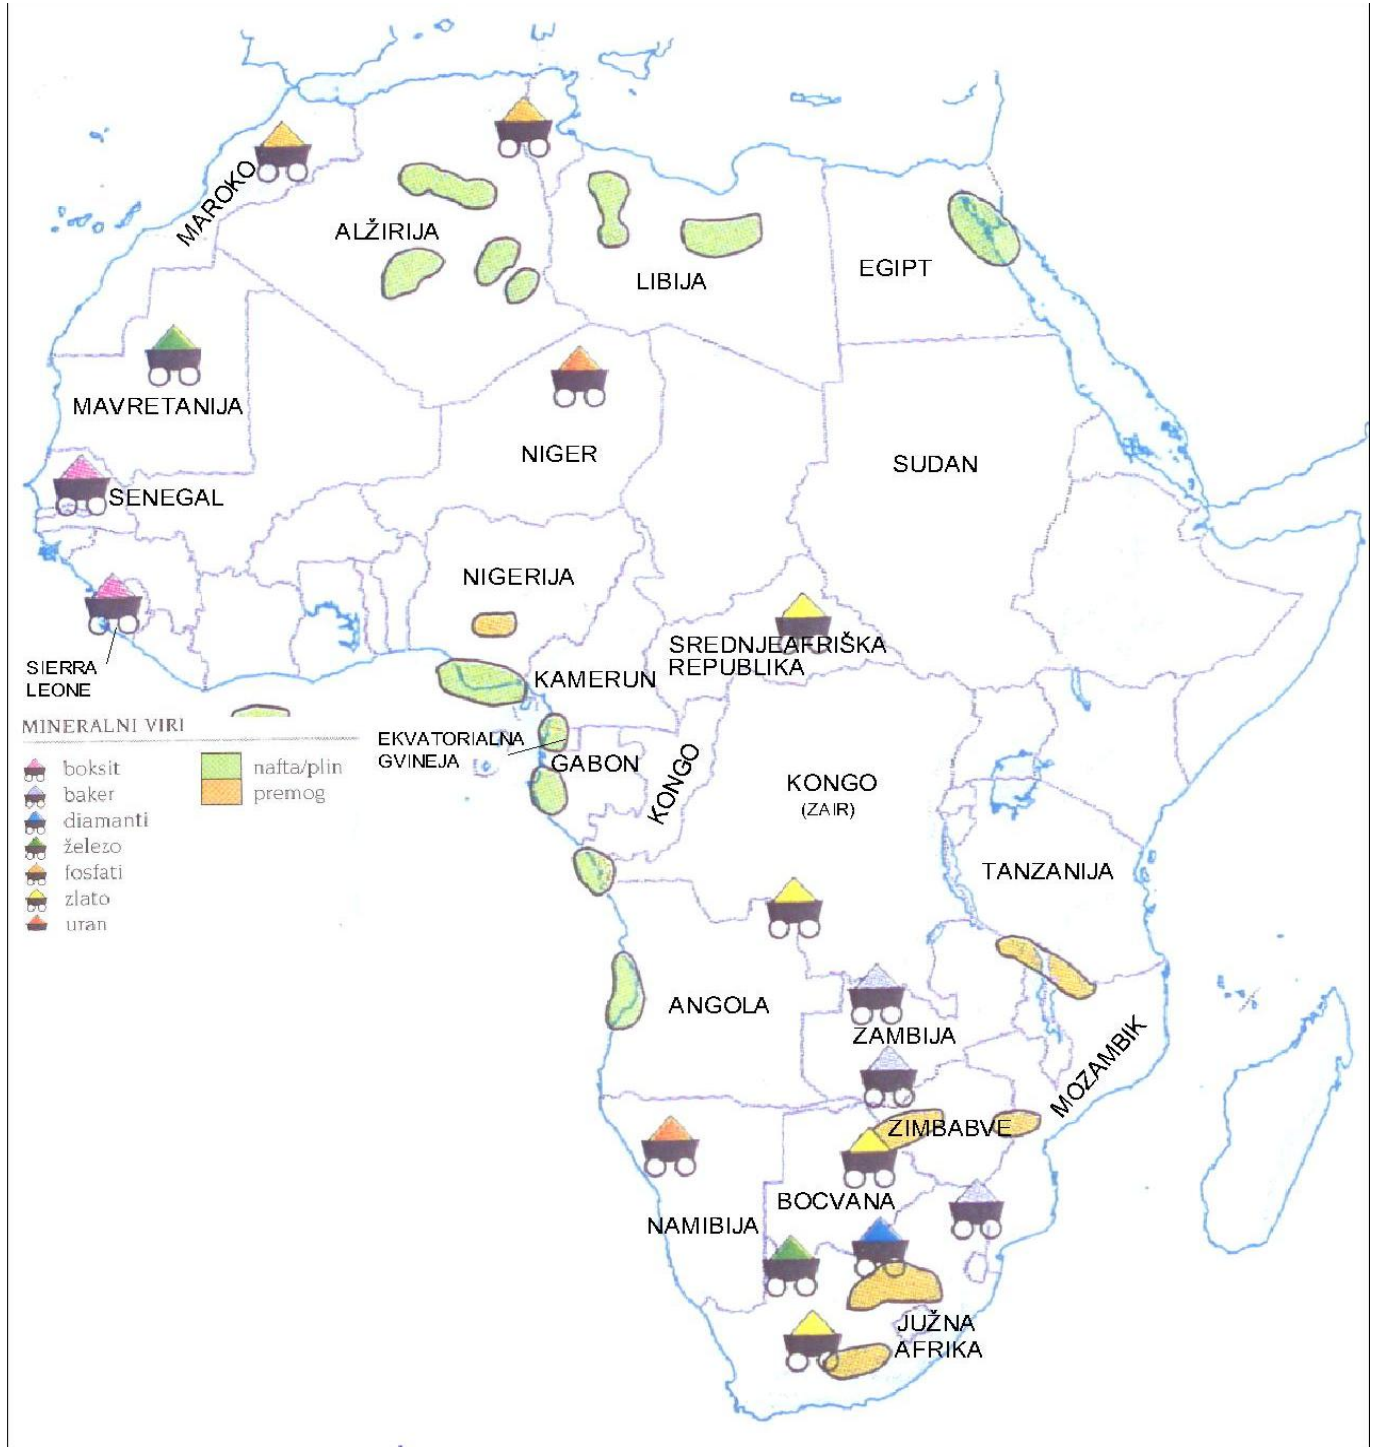 MAROKO
ALŽIRIJA
LIBIJA
EGIPT
MAVRETANIJA
NIGER
SUDAN
SENEGAL
NIGERIJA
SIERRA
LEONE
SREDNJEAFRIŠKA
REPUBLIKA
KAMERUN
EKVATORIALNA
GVINEJA
GABON
KONGO
KONGO
(ZAIR)
TANZANIJA
MINERALNI VIRI
boksit
baker
diamanti
železo
fosfati
zlato
uran
nafta/plin
premog
ANGOLA
ZAMBIJA
MOZAMBIK
ZIMBABVE
BOCVANA
NAMIBIJA
JUŽNA
AFRIKA